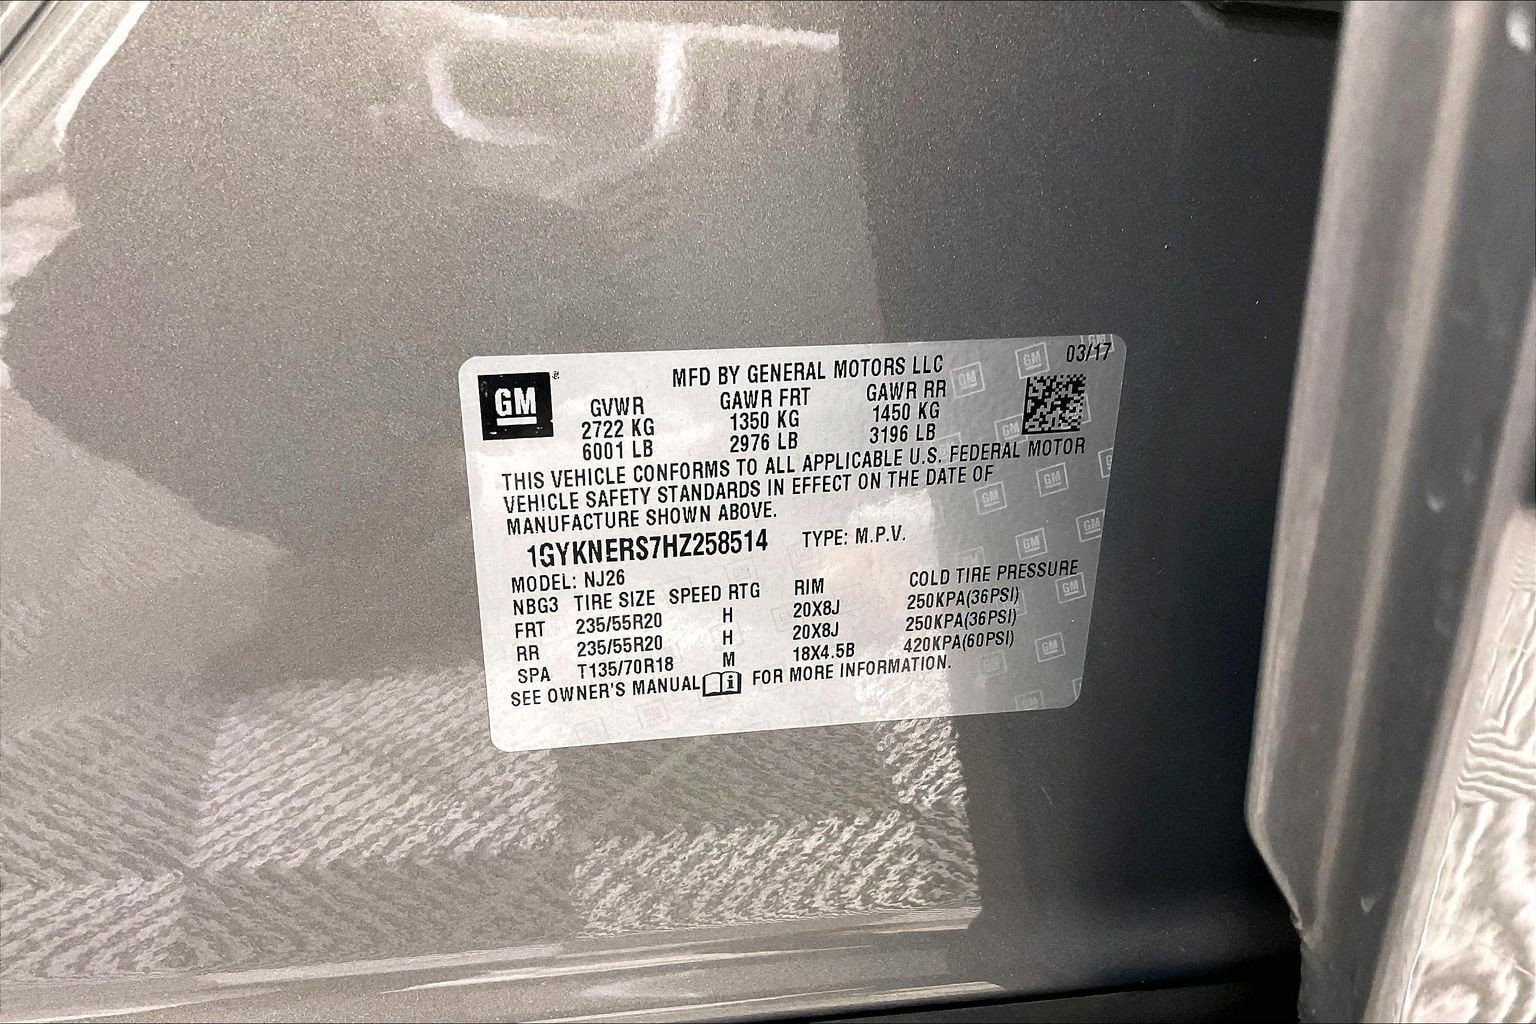 GM
MFD BY GENERAL MOTORS LLC
03/17
GVWR GAWR FRT GAWR RR
2722 KG 1350 KG 1450 KG
6001 LB 2976 LB 3196 LB
THIS VEHICLE CONFORMS TO ALL APPLICABLE U.S. FEDERAL MOTOR
VEHICLE SAFETY STANDARDS IN EFFECT ON THE DATE OF
MANUFACTURE SHOWN ABOVE.
1GYKNERS7HZ258514 TYPE: M.P.V.
MODEL: NJ26
NBG3 TIRE SIZE SPEED RTG RIM COLD TIRE PRESSURE
FRT 235/55R20 H 20X8J 250KPA(36PSI)
RR 235/55R20 H 20X8J 250KPA(36PSI)
SPA T135/70R18 M 18X4.5B 420KPA(60PSI)
SEE OWNER'S MANUAL i FOR MORE INFORMATION.